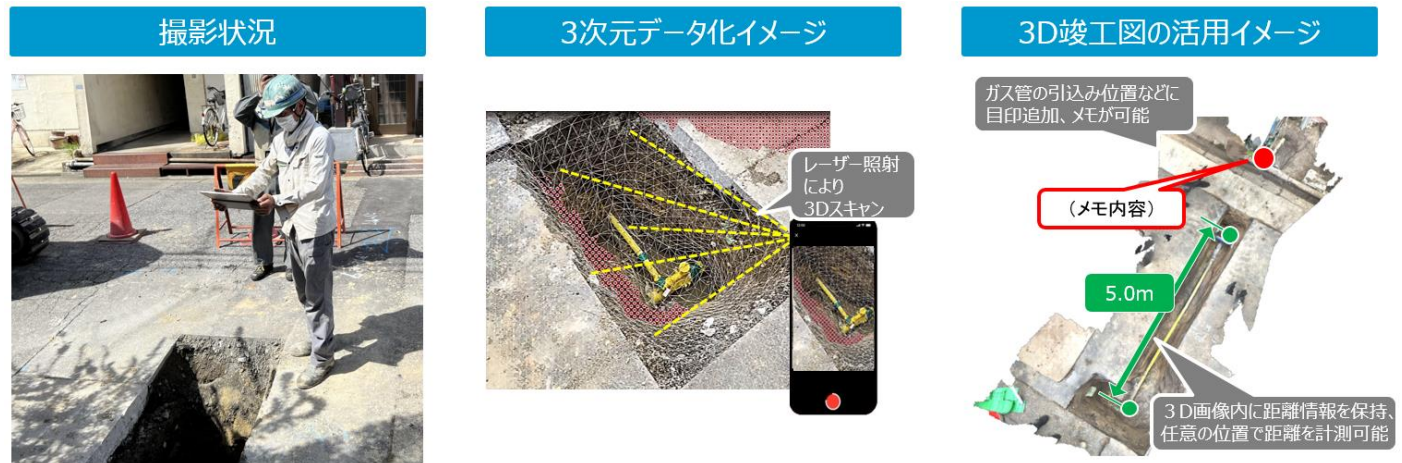 撮影状況
3次元データ化イメージ
3D竣工図の活用イメージ
レーザー照射
により
3Dスキャン
ガス管の引込み位置などに
目印追加、メモが可能
（メモ内容）
5.0m
３D画像内に距離情報を保持、
任意の位置で距離を計測可能